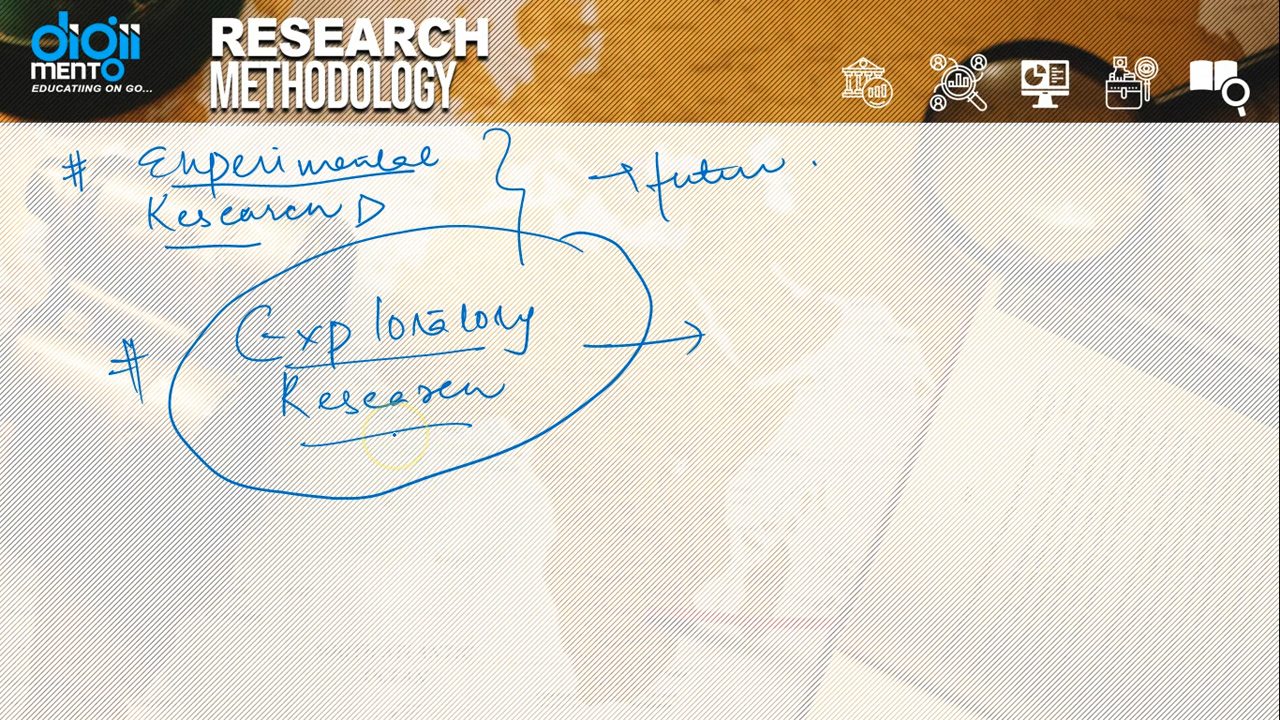 digii
MENTO
EDUCATIING ON GO...
RESEARCH
METHODOLOGY
# Experimental
Research
→ future.
# Exploratory
Research →